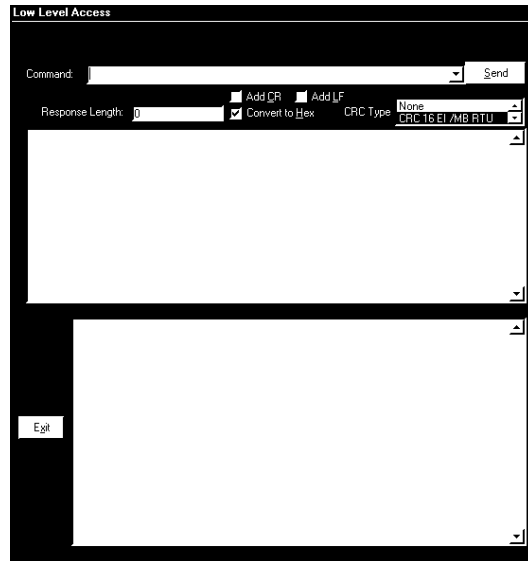 Low Level Access
Command:
Send
Add CR Add LF
Response Length: 0
Convert to Hex
CRC Type
None
CRC 16 EI /MB RTU
Exit